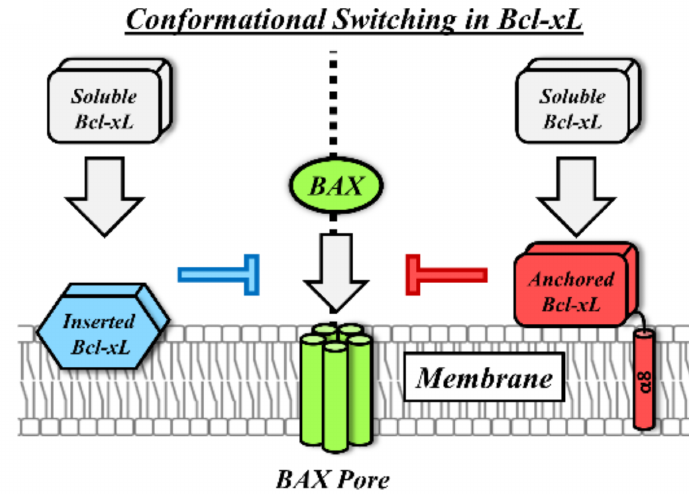 Conformational Switching in Bcl-xL
Soluble
Bcl-xL
Soluble
Bcl-xL
BAX
Anchored
Bcl-xL
Inserted
Bcl-xL
Membrane
α8
BAX Pore